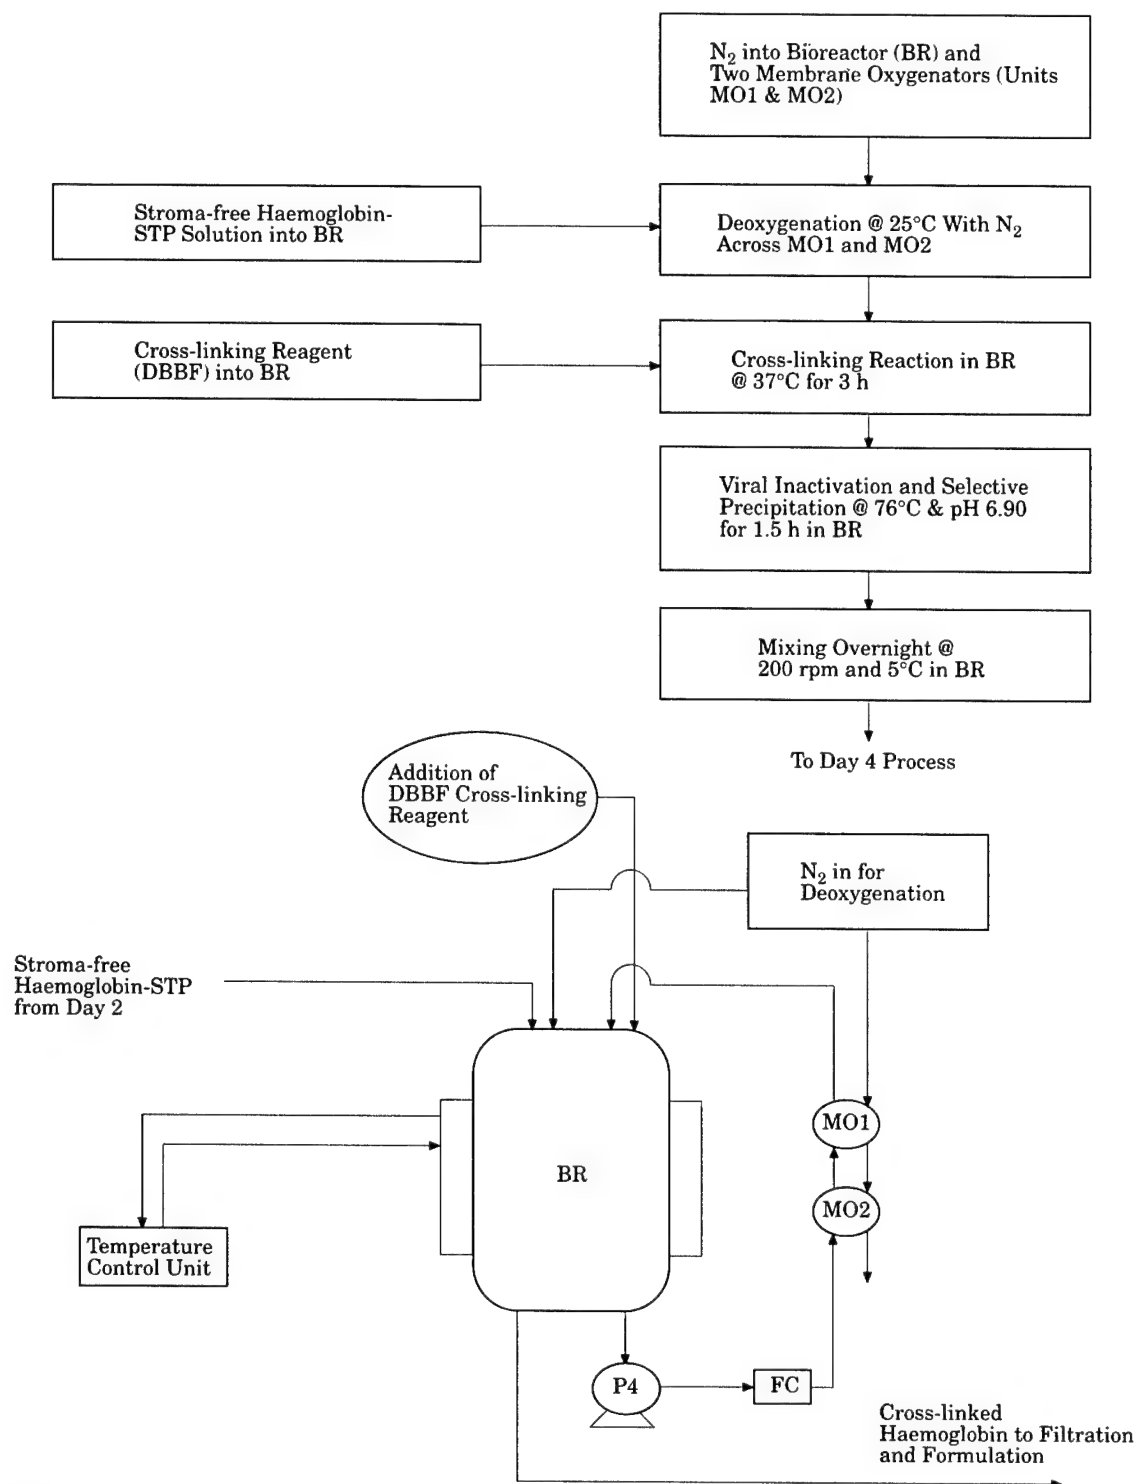 N₂ into Bioreactor (BR) and
Two Membrane Oxygenators (Units
MO1 & MO2)
Stroma-free Haemoglobin-
STP Solution into BR
Deoxygenation @ 25°C With N₂
Across MO1 and MO2
Cross-linking Reagent
(DBBF) into BR
Cross-linking Reaction in BR
@ 37°C for 3 h
Viral Inactivation and Selective
Precipitation @ 76°C & pH 6.90
for 1.5 h in BR
Mixing Overnight @
200 rpm and 5°C in BR
To Day 4 Process
Addition of
DBBF Cross-linking
Reagent
N₂ in for
Deoxygenation
Stroma-free
Haemoglobin-STP
from Day 2
MO1
BR
MO2
Temperature
Control Unit
P4
FC
Cross-linked
Haemoglobin to Filtration
and Formulation